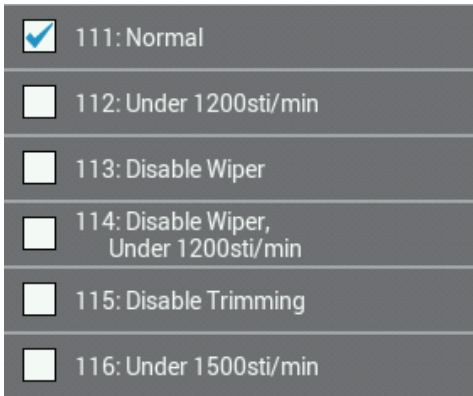 111: Normal
112: Under 1200sti/min
113: Disable Wiper
114: Disable Wiper,
Under 1200sti/min
115: Disable Trimming
116: Under 1500sti/min